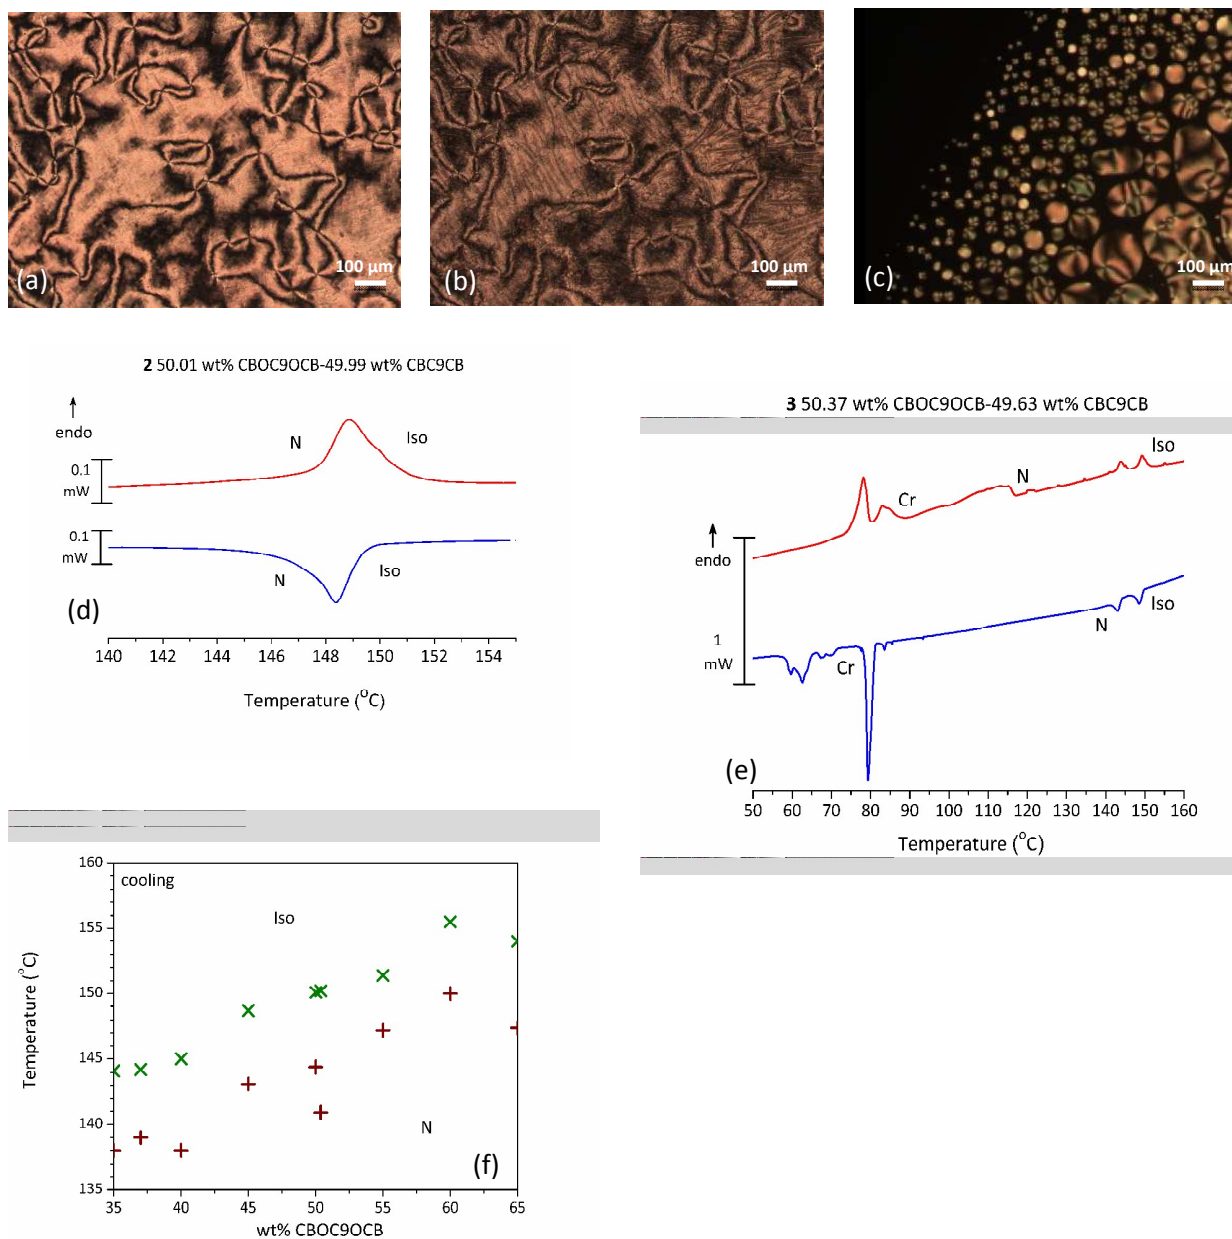 (a)
100 µm
(b)
100 µm
(c)
100 µm
2 50.01 wt% CBOC9OCB-49.99 wt% CBC9CB
endo
0.1
mW
N
Iso
0.1
mW
N
Iso
(d)
140 142 144 146 148 150 152 154
Temperature (°C)
3 50.37 wt% CBOC9OCB-49.63 wt% CBC9CB
Iso
N
Cr
endo
1
mW
Iso
N
Cr
(e)
50 60 70 80 90 100 110 120 130 140 150 160
Temperature (°C)
cooling
Iso
N
(f)
160
155
150
145
140
135
Temperature (°C)
35 40 45 50 55 60 65
wt% CBOC9OCB